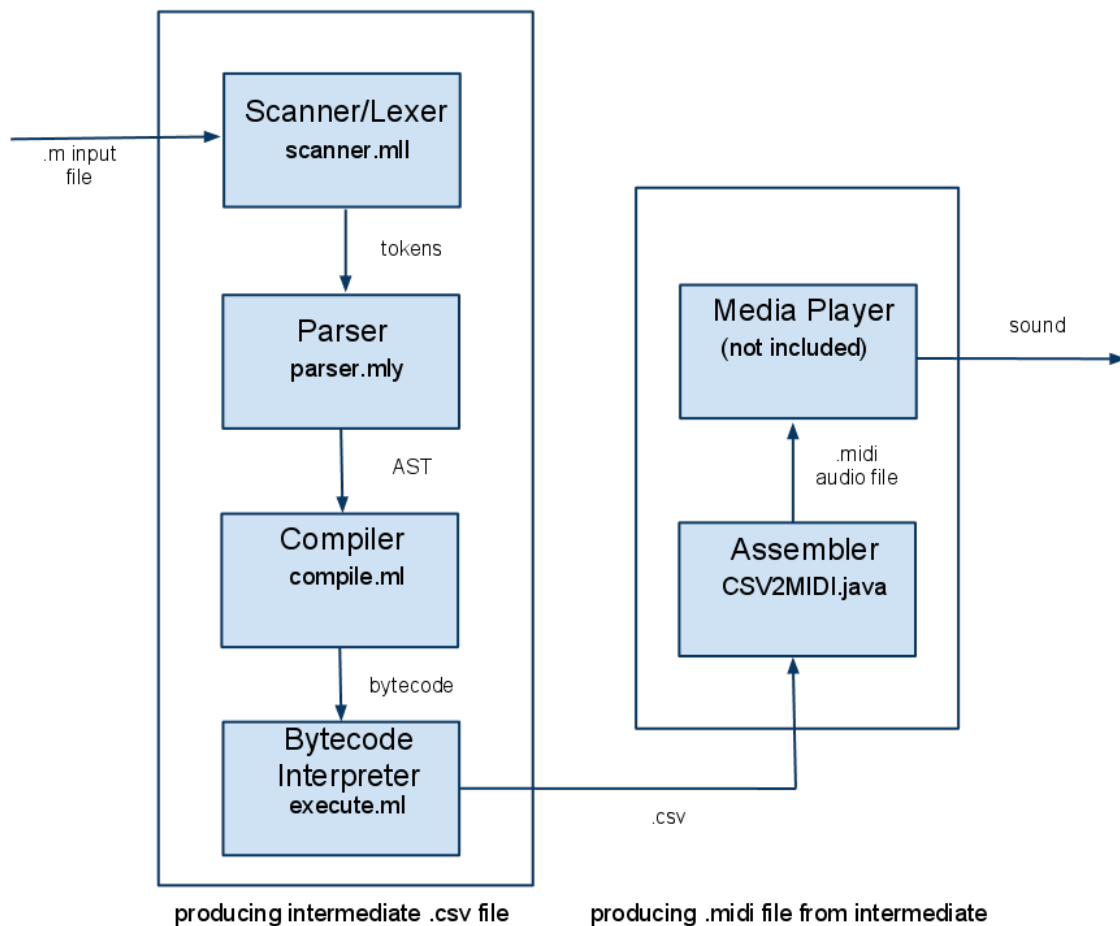 .m input
file
Scanner/Lexer
scanner.mll
tokens
Parser
parser.mly
AST
Compiler
compile.ml
bytecode
Bytecode
Interpreter
execute.ml
.csv
Assembler
CSV2MIDI.java
.midi
audio file
Media Player
(not included)
sound
producing intermediate .csv file
producing .midi file from intermediate